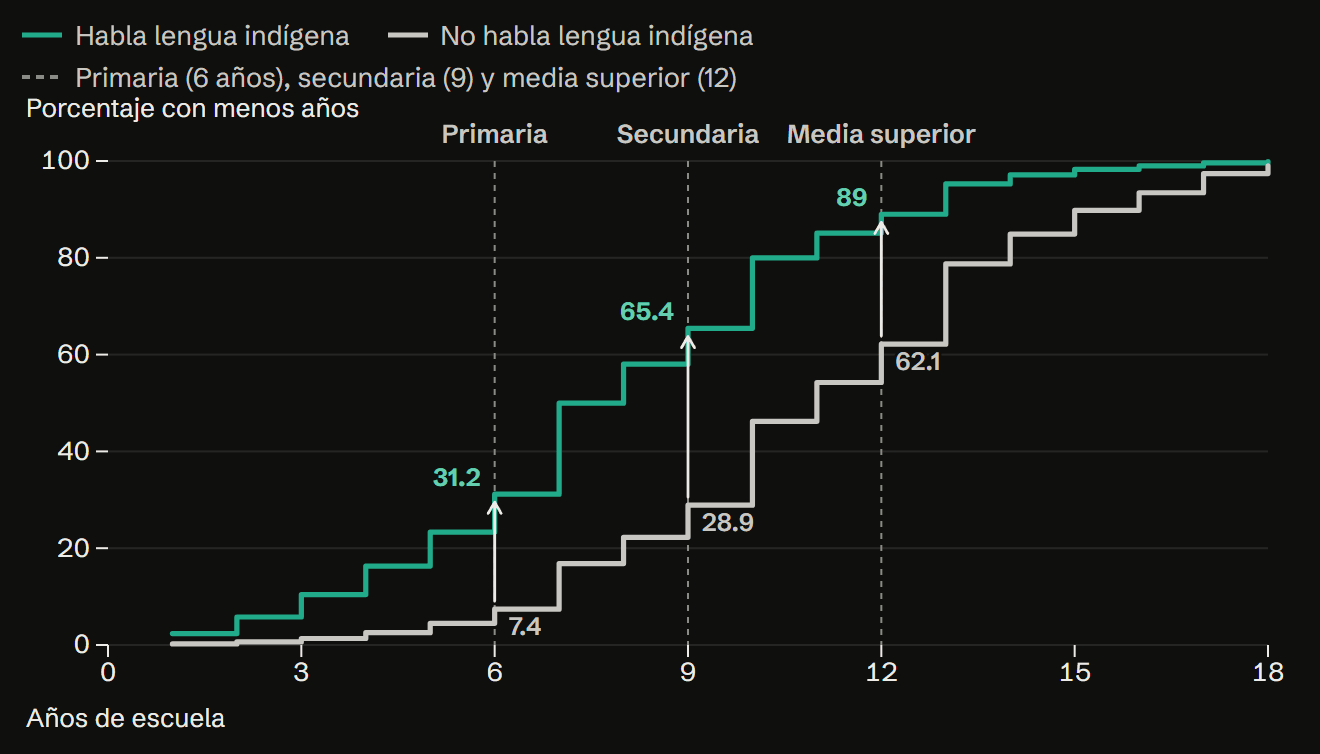 Habla lengua indígena No habla lengua indígena
Primaria (6 años), secundaria (9) y media superior (12)
Porcentaje con menos años
Primaria Secundaria Media superior
100
89
80
65.4
60
62.1
40
31.2
28.9
20
7.4
0
0 3 6 9 12 15 18
Años de escuela